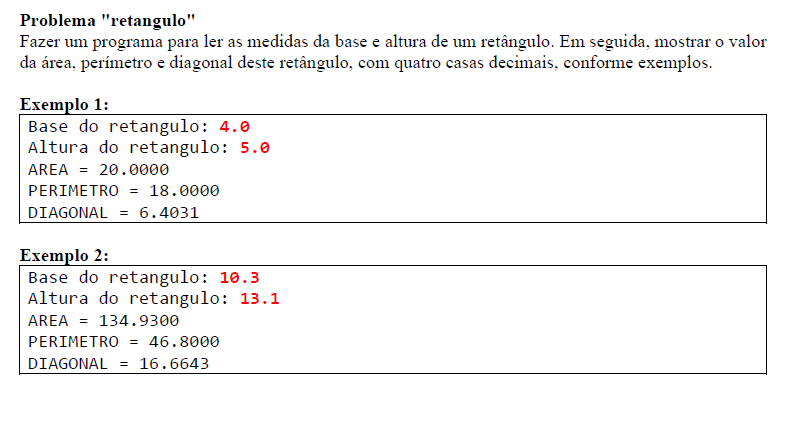 Problema "retangulo"
Fazer um programa para ler as medidas da base e altura de um retângulo. Em seguida, mostrar o valor
da área, perímetro e diagonal deste retângulo, com quatro casas decimais, conforme exemplos.
Exemplo 1:
Base do retangulo: 4.0
Altura do retangulo: 5.0
AREA = 20.0000
PERIMETRO = 18.0000
DIAGONAL = 6.4031
Exemplo 2:
Base do retangulo: 10.3
Altura do retangulo: 13.1
AREA = 134.9300
PERIMETRO = 46.8000
DIAGONAL = 16.6643